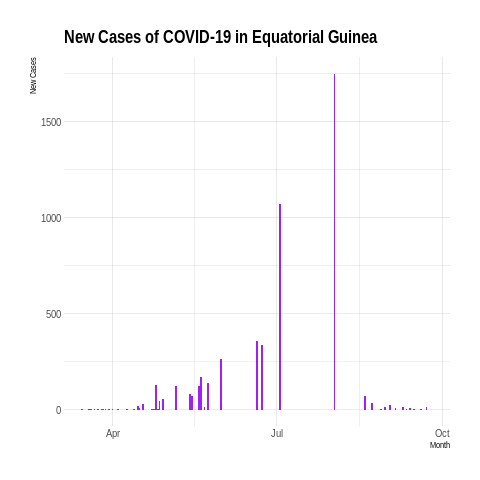 New Cases of COVID-19 in Equatorial Guinea
New Cases
1500
1000
500
0
Apr
Jul
Oct
Month